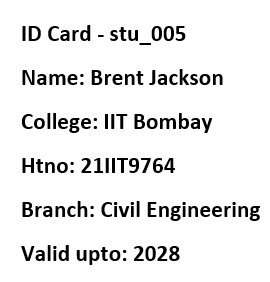 ID Card - stu_005
Name: Brent Jackson
College: IIT Bombay
Htno: 21IIT9764
Branch: Civil Engineering
Valid upto: 2028